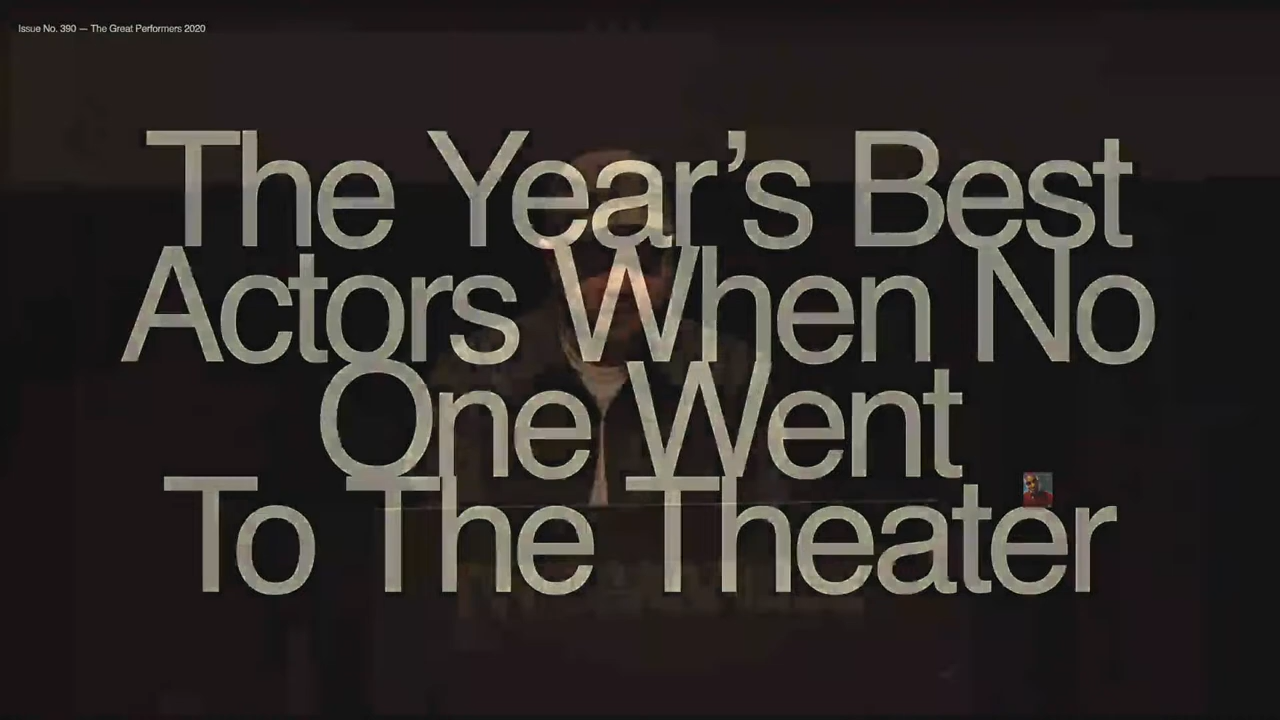 Issue No. 390 — The Great Performers 2020
The Year’s Best
Actors When No
One Went
To The Theater